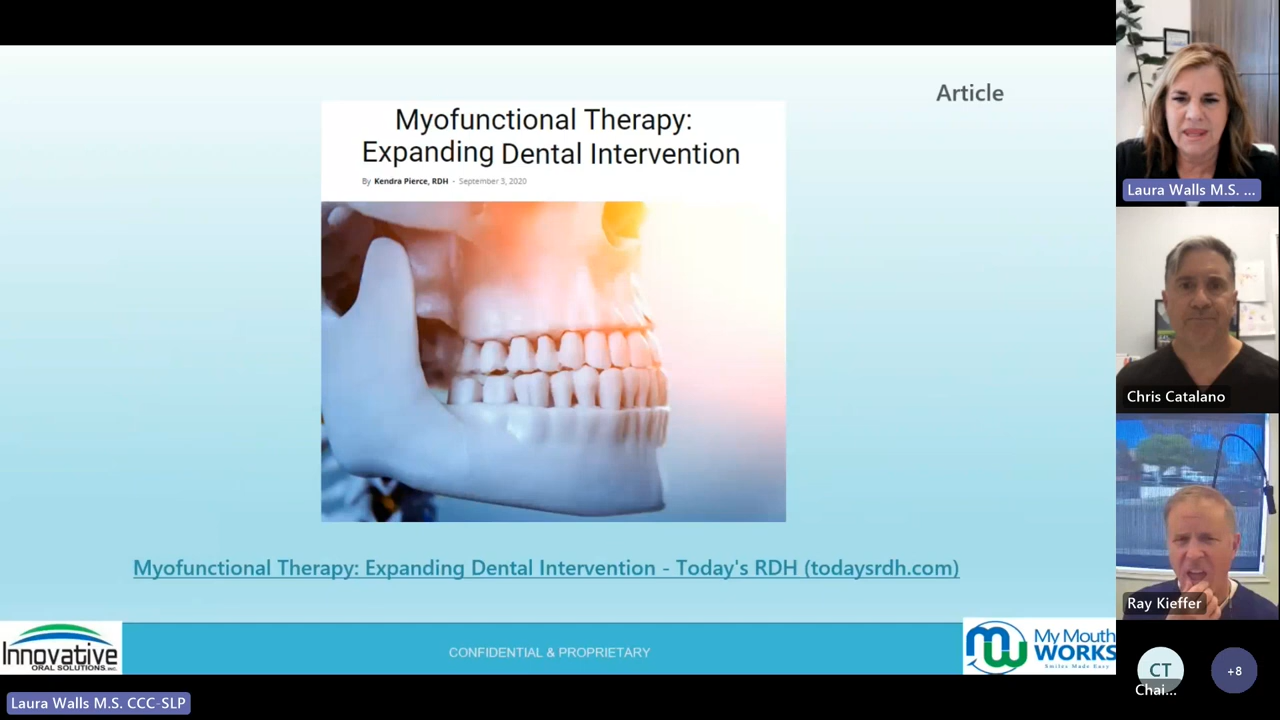 Article
Myofunctional Therapy:
Expanding Dental Intervention
By Kendra Pierce, RDH - September 3, 2020
Myofunctional Therapy: Expanding Dental Intervention - Today's RDH (todaysrdh.com)
Innovative
ORAL SOLUTIONS, INC.
CONFIDENTIAL & PROPRIETARY
My Mouth
WORKS
Smiles Made Easy
Laura Walls M.S. CCC-SLP
Laura Walls M.S. ...
Chris Catalano
Ray Kieffer
CT
Chai...
+8